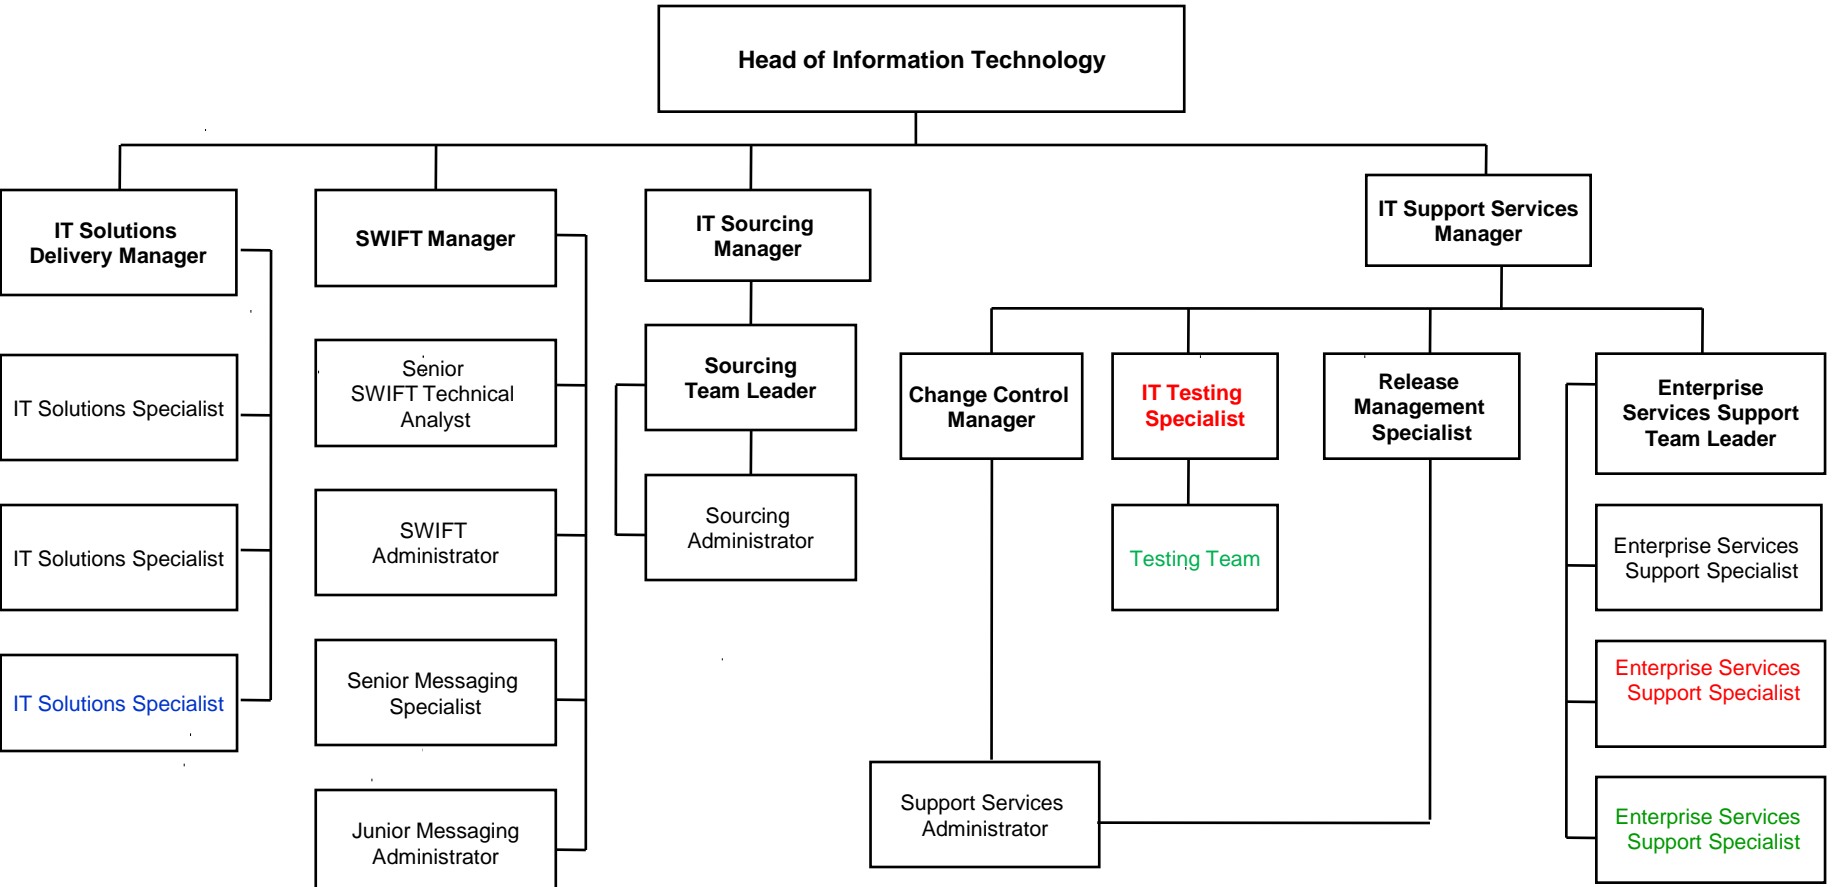 Head of Information Technology
IT Solutions
Delivery Manager
SWIFT Manager
IT Sourcing
Manager
IT Support Services
Manager
IT Solutions Specialist
IT Solutions Specialist
IT Solutions Specialist
Senior
SWIFT Technical
Analyst
SWIFT
Administrator
Senior Messaging
Specialist
Junior Messaging
Administrator
Sourcing
Team Leader
Sourcing
Administrator
Change Control
Manager
IT Testing
Specialist
Release
Management
Specialist
Enterprise
Services Support
Team Leader
Testing Team
Support Services
Administrator
Enterprise Services
Support Specialist
Enterprise Services
Support Specialist
Enterprise Services
Support Specialist